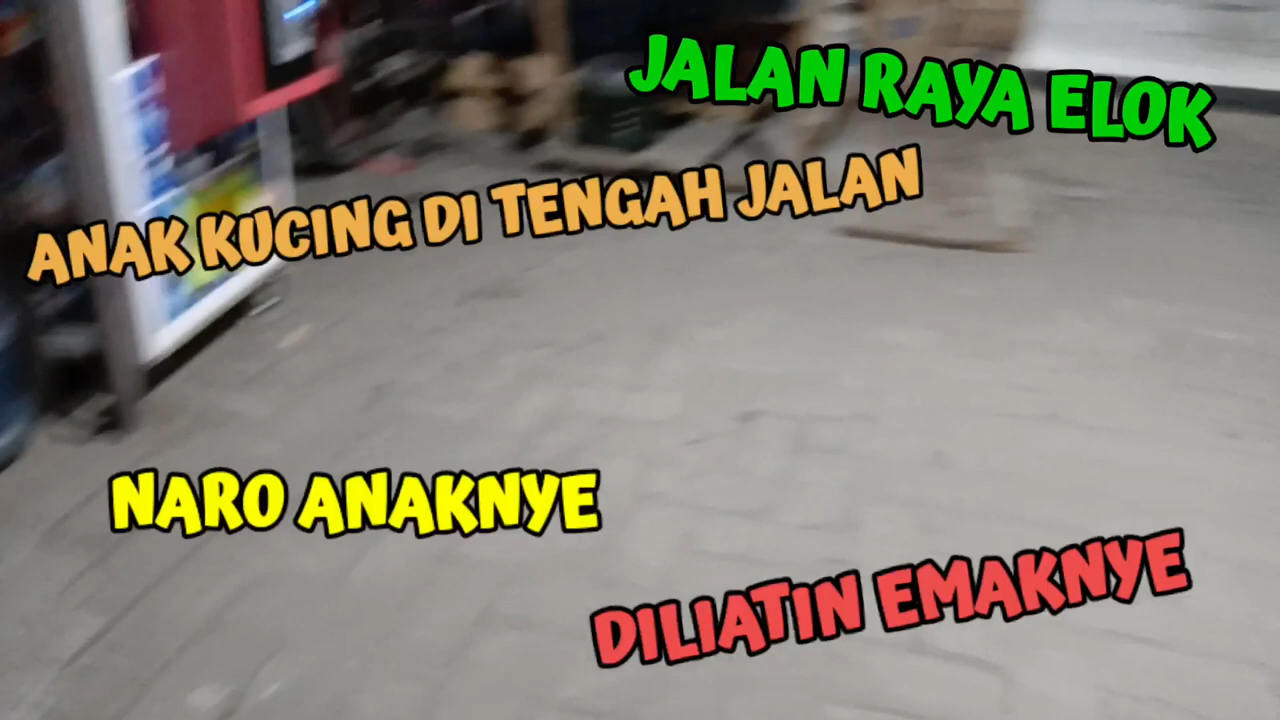 JALAN RAYA ELOK
ANAK KUCING DI TENGAH JALAN
NARO ANAKNYE
DILIATIN EMAKNYE